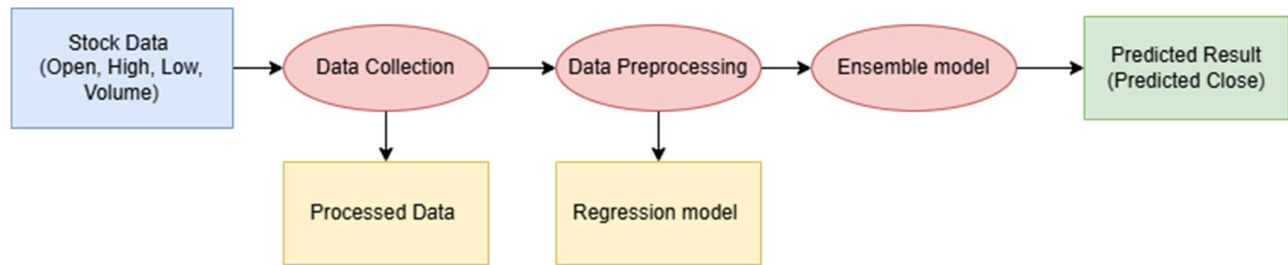 Stock Data
(Open, High, Low,
Volume)
Data Collection
Data Preprocessing
Ensemble model
Predicted Result
(Predicted Close)
Processed Data
Regression model